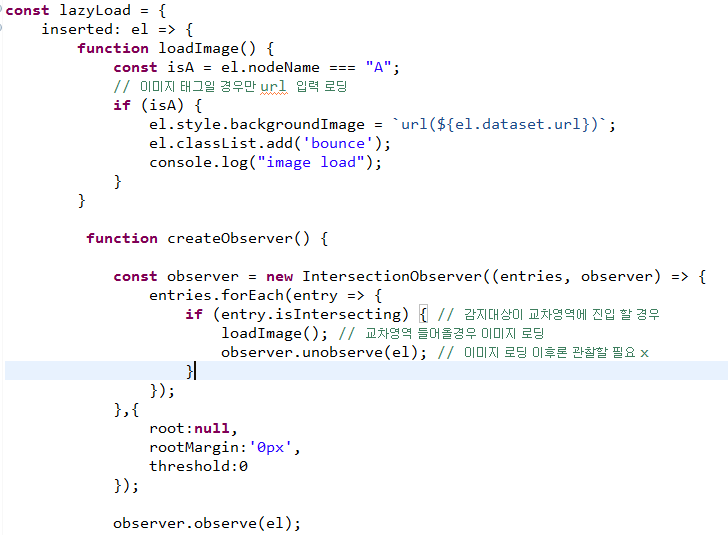 const lazyLoad = {
inserted: el => {
function loadImage() {
const isA = el.nodeName === "A";
// 이미지 태그일 경우만 url 입력 로딩
if (isA) {
el.style.backgroundImage = `url(${el.dataset.url})`;
el.classList.add('bounce');
console.log("image load");
}
}
function createObserver() {
const observer = new IntersectionObserver((entries, observer) => {
entries.forEach(entry => {
if (entry.isIntersecting) { // 감지대상이 교차영역에 진입 할 경우
loadImage(); // 교차영역 들어올경우 이미지 로딩
observer.unobserve(el); // 이미지 로딩 이후론 관찰할 필요 x
}
});
},{
root:null,
rootMargin:'0px',
threshold:0
});
observer.observe(el);